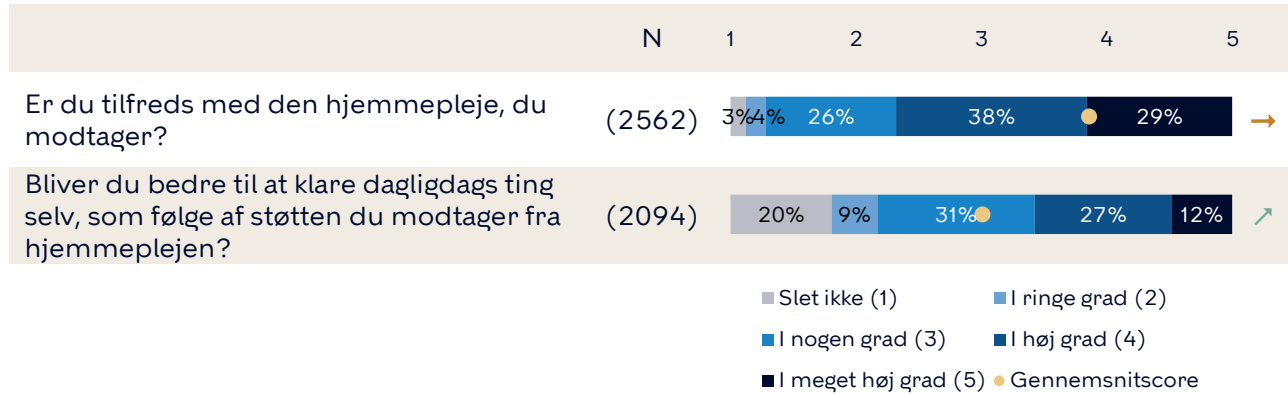 N 1 2 3 4 5
Er du tilfreds med den hjemmepleje, du
modtager?
(2562) 3% 4% 26% 38% 29% →
Bliver du bedre til at klare dagligdags ting
selv, som følge af støtten du modtager fra
hjemmeplejen?
(2094) 20% 9% 31% 27% 12% ↗
Slet ikke (1) I ringe grad (2)
I nogen grad (3) I høj grad (4)
I meget høj grad (5) Gennemsnitscore